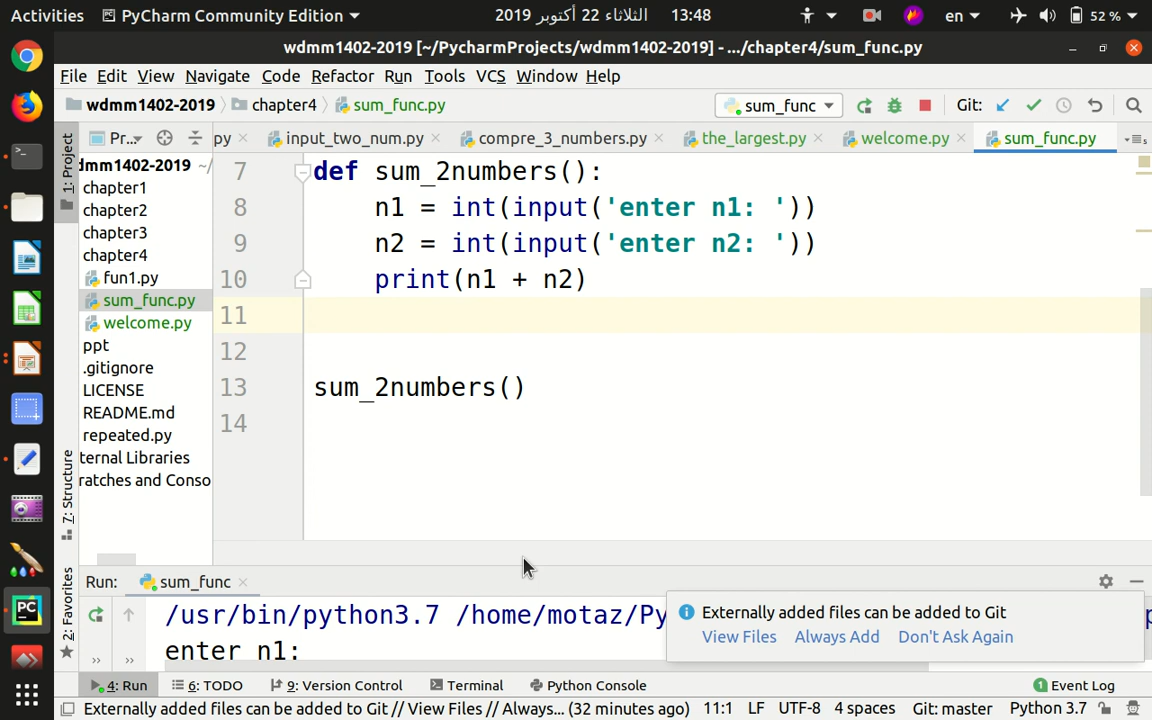 Activities PyCharm Community Edition الثلاثاء 22 أكتوبر 2019 13:48 en 52 %
wdmm1402-2019 [~/PycharmProjects/wdmm1402-2019] - .../chapter4/sum_func.py
File Edit View Navigate Code Refactor Run Tools VCS Window Help
wdmm1402-2019 chapter4 sum_func.py sum_func Git:
1: Project
Pr... py input_two_num.py compre_3_numbers.py the_largest.py welcome.py sum_func.py
dmm1402-2019 ~/
chapter1
chapter2
chapter3
chapter4
fun1.py
sum_func.py
welcome.py
ppt
.gitignore
LICENSE
README.md
repeated.py
ternal Libraries
ratches and Conso
7 def sum_2numbers():
8 n1 = int(input('enter n1: '))
9 n2 = int(input('enter n2: '))
10 print(n1 + n2)
11
12
13 sum_2numbers()
14
7: Structure
2: Favorites
PC
Run: sum_func
/usr/bin/python3.7 /home/motaz/Py
enter n1:
Externally added files can be added to Git
View Files Always Add Don't Ask Again
4: Run 6: TODO 9: Version Control Terminal Python Console 1 Event Log
Externally added files can be added to Git // View Files // Always... (32 minutes ago) 11:1 LF UTF-8 4 spaces Git: master Python 3.7